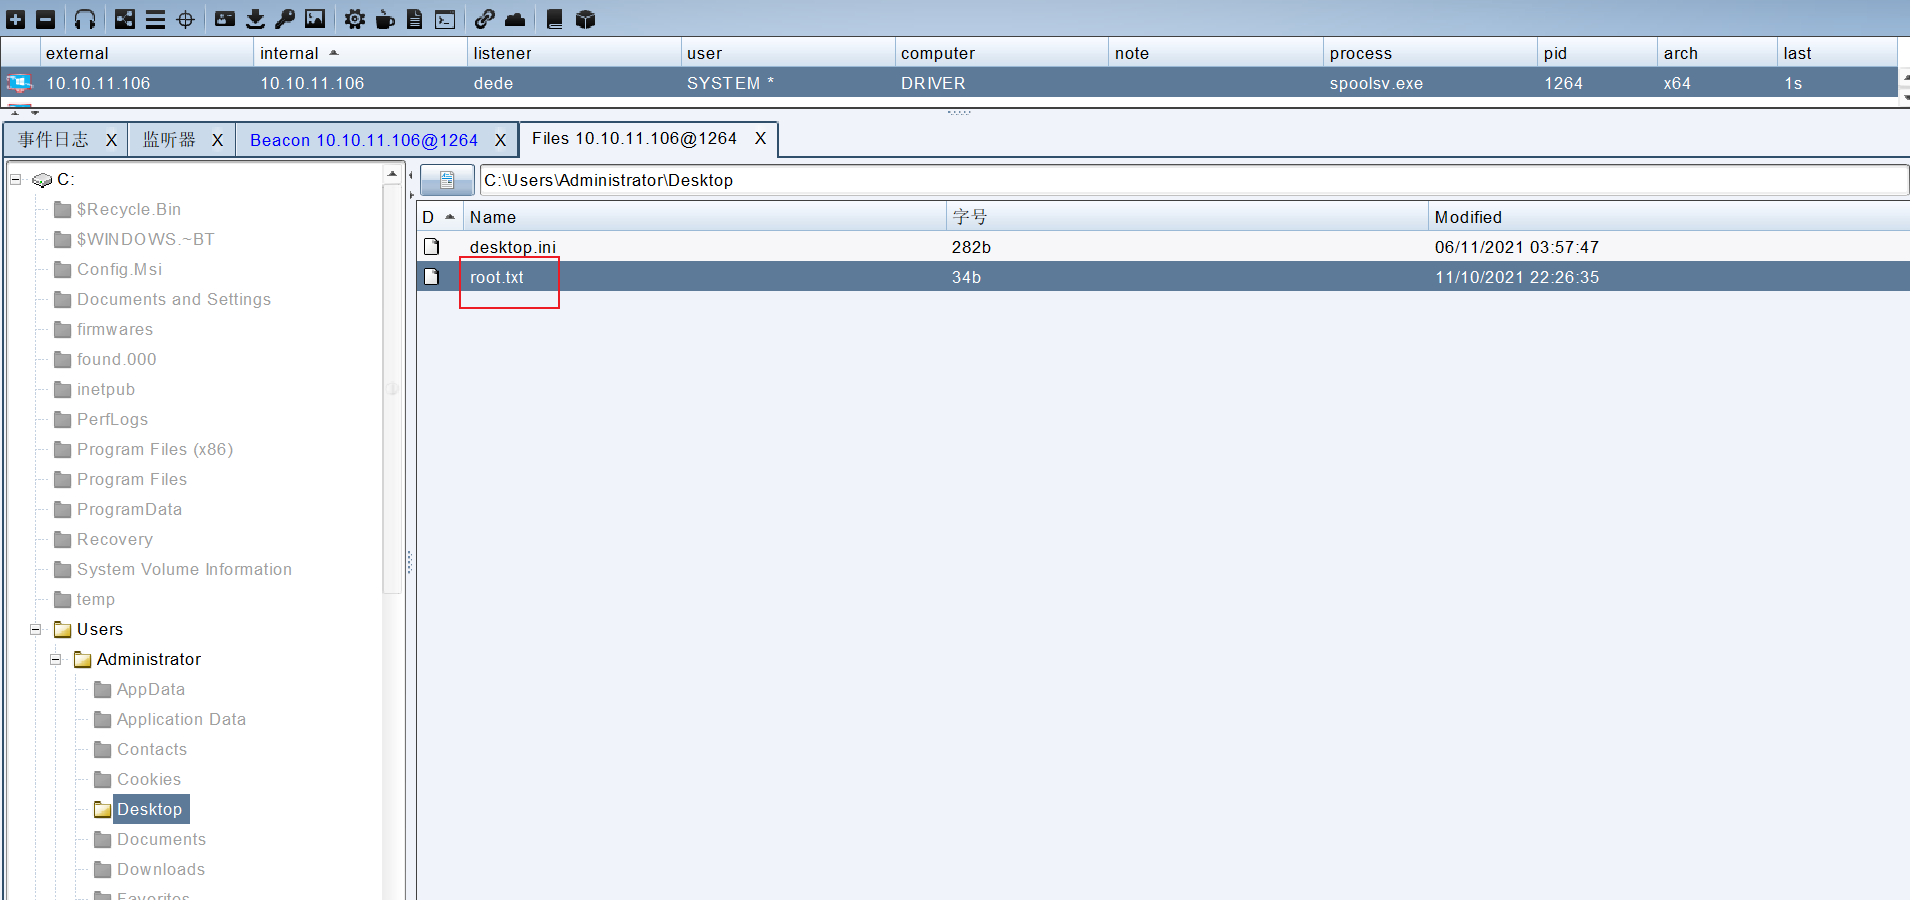 external internal listener user computer note process pid arch last
10.10.11.106 10.10.11.106 dede SYSTEM * DRIVER spoolsv.exe 1264 x64 1s
事件日志 X 监听器 X Beacon 10.10.11.106@1264 X Files 10.10.11.106@1264 X
C:
$Recycle.Bin
$WINDOWS.~BT
Config.Msi
Documents and Settings
firmwares
found.000
inetpub
PerfLogs
Program Files (x86)
Program Files
ProgramData
Recovery
System Volume Information
temp
Users
Administrator
AppData
Application Data
Contacts
Cookies
Desktop
Documents
Downloads
Favorites
C:\Users\Administrator\Desktop
D Name 字号 Modified
desktop.ini 282b 06/11/2021 03:57:47
root.txt 34b 11/10/2021 22:26:35